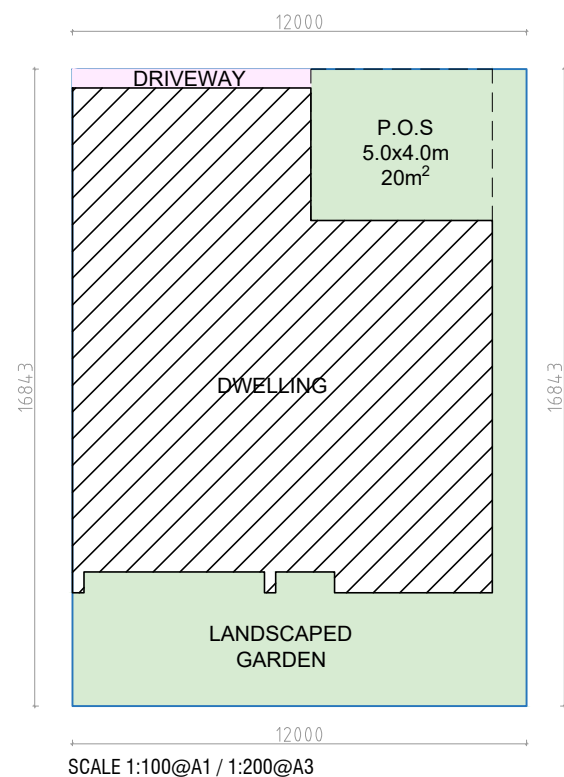 12000
DRIVEWAY
P.O.S
5.0x4.0m
20m²
16843
16843
DWELLING
LANDSCAPED
GARDEN
12000
SCALE 1:100@A1 / 1:200@A3